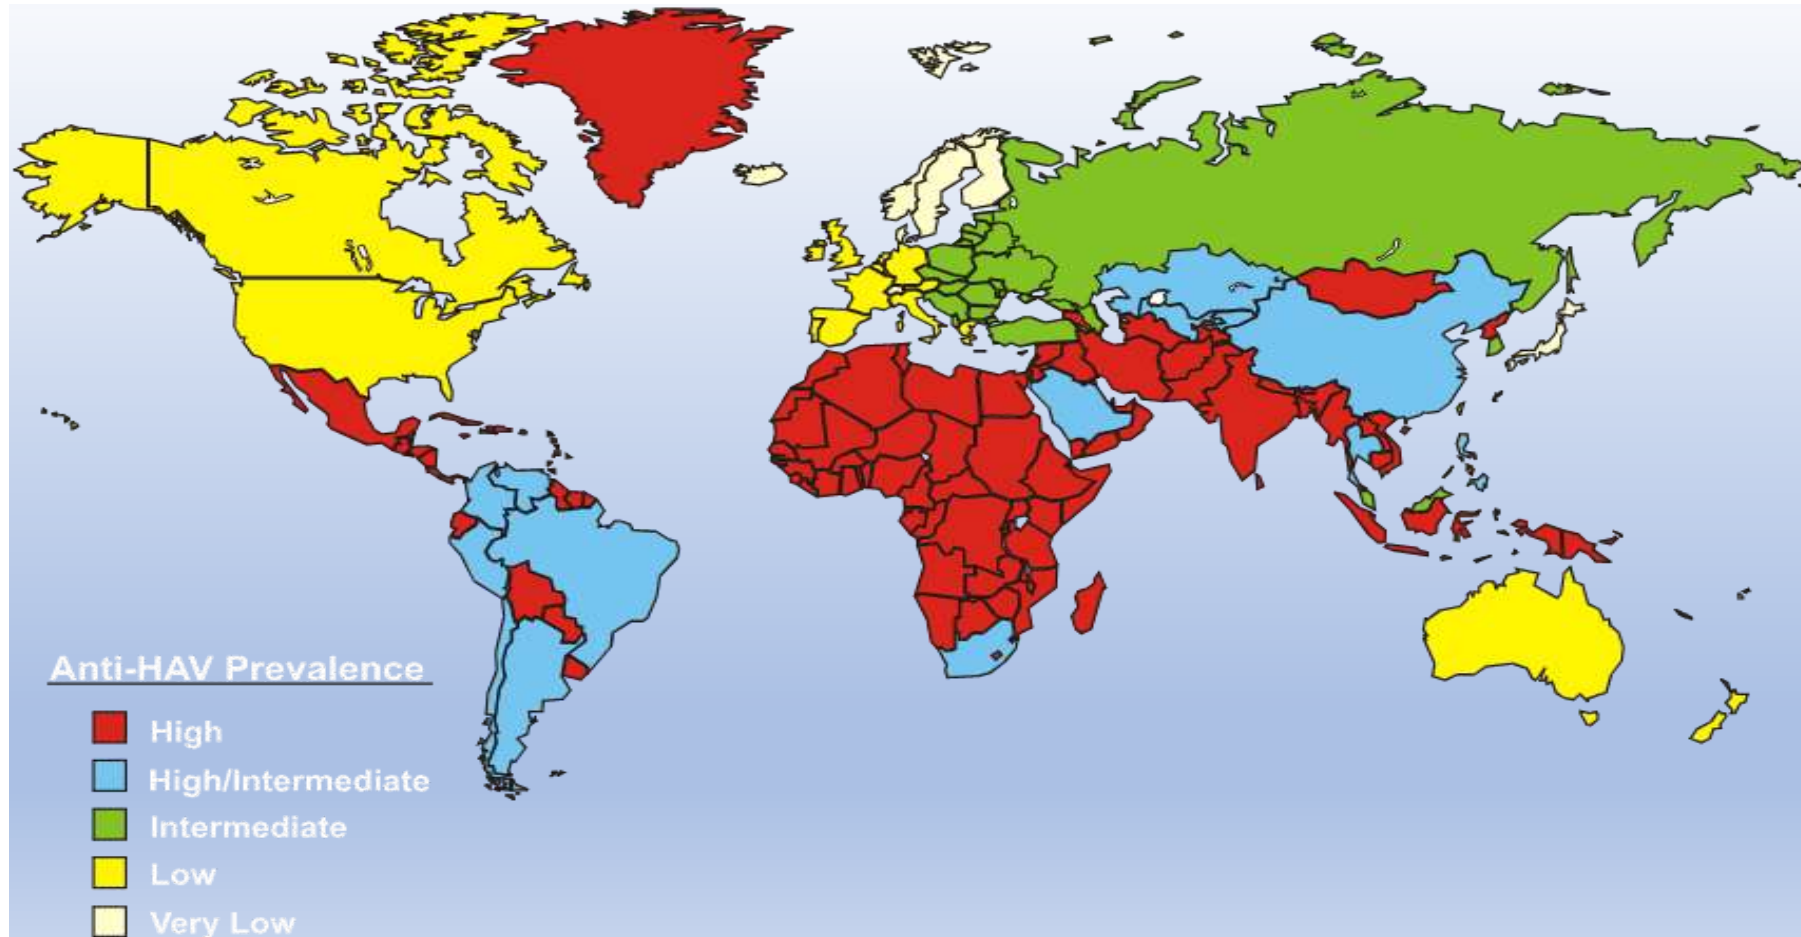 Anti-HAV Prevalence
High
High/Intermediate
Intermediate
Low
Very Low